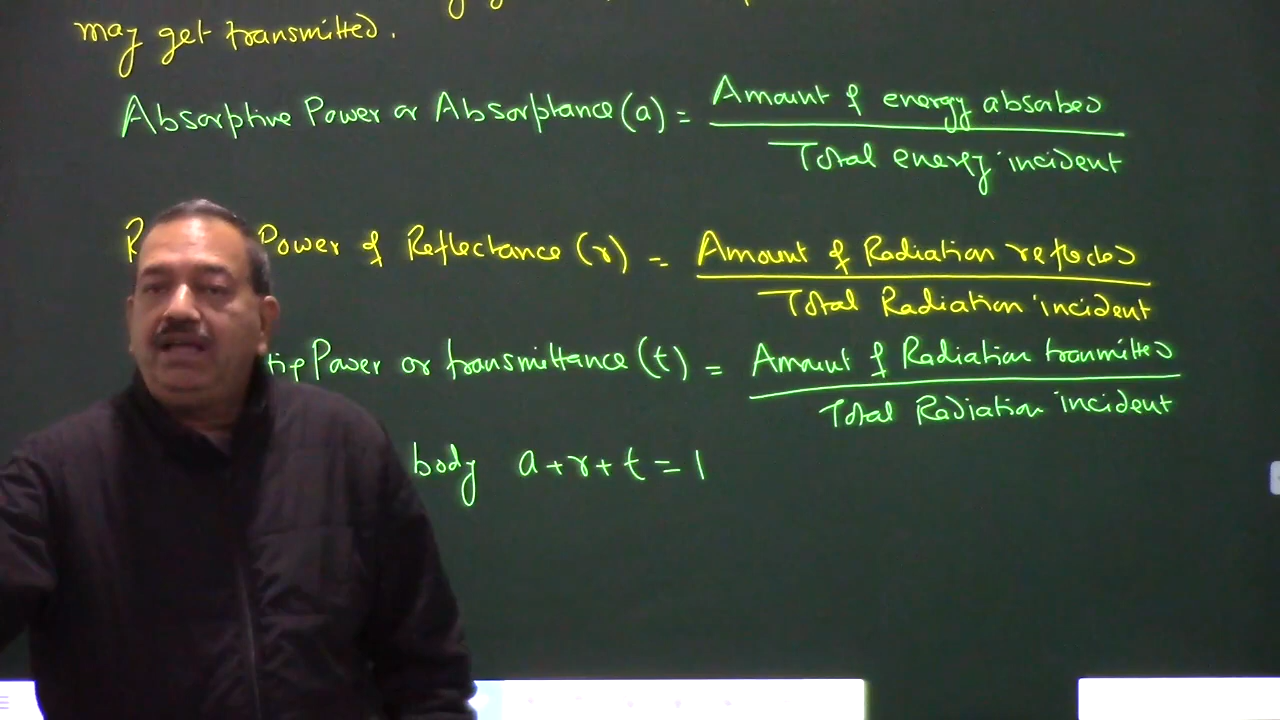 may get transmitted.
Absorptive Power or Absorptance (a) = Amount of energy absorbed
Total energy incident
Power of Reflectance (r) = Amount of Radiation reflected
Total Radiation incident
Power or transmittance (t) = Amount of Radiation tranmitted
Total Radiation incident
body a + r + t = 1